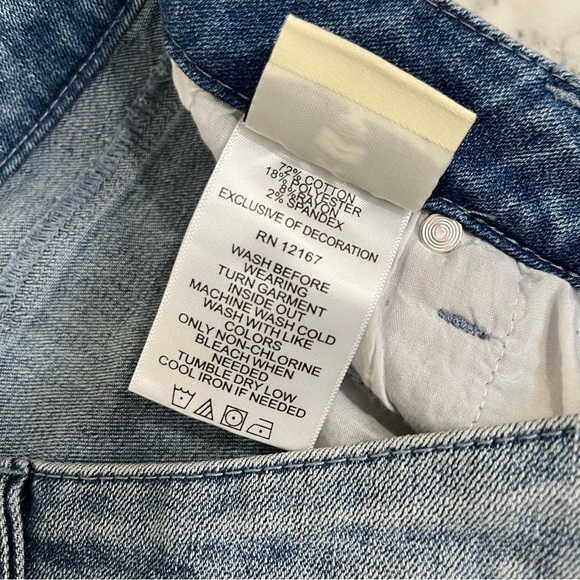 72% COTTON
18% POLYESTER
8% RAYON
2% SPANDEX
EXCLUSIVE OF DECORATION
RN 12167
WASH BEFORE
WEARING
TURN GARMENT
INSIDE OUT
MACHINE WASH COLD
WASH WITH LIKE
COLORS
ONLY NON-CHLORINE
BLEACH WHEN
NEEDED
TUMBLE DRY LOW
COOL IRON IF NEEDED